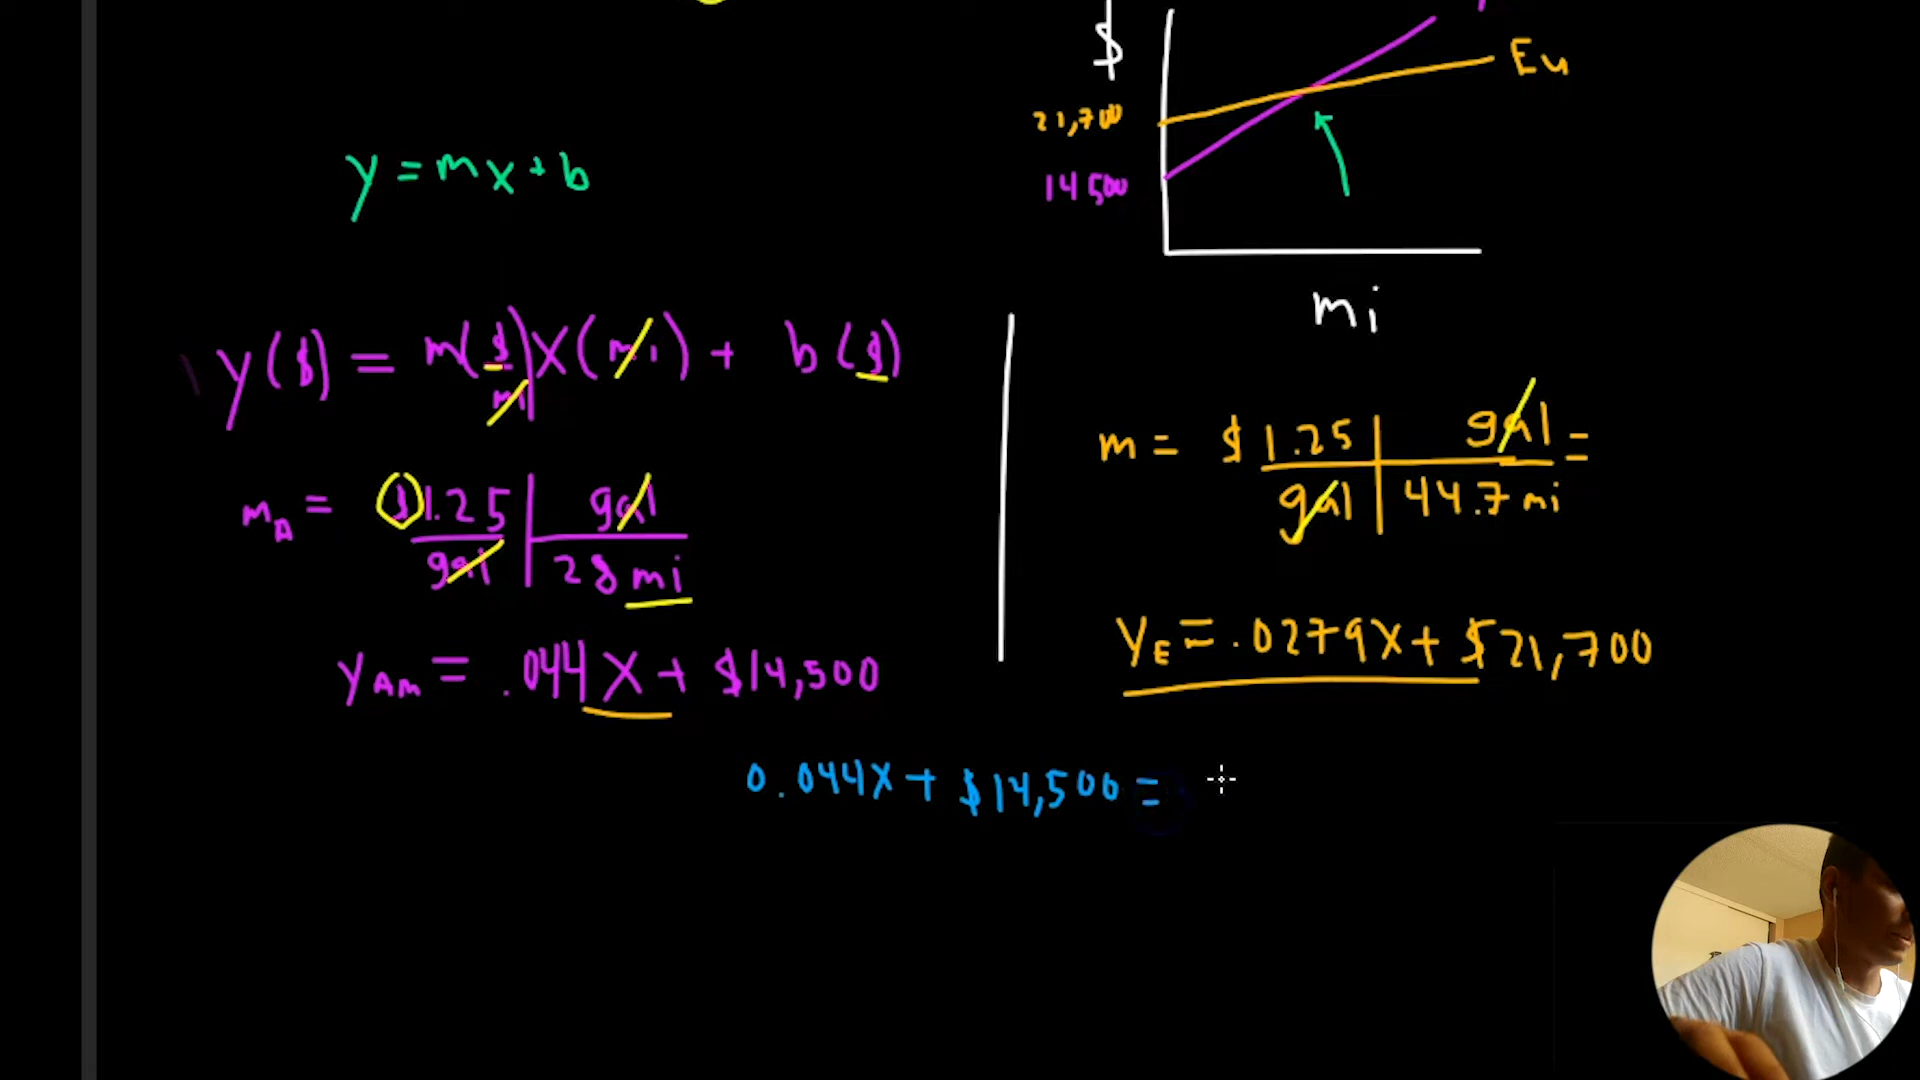 $
Eu
21,700
14 500
mi
y = mx + b
y($) = m($/mi) x (mi) + b ($)
m = $1.25/gal | gal/44.7 mi =
mA = $1.25/gal | gal/28 mi
yE = .0279x + $21,700
yAm = .044x + $14,500
0.044x + $14,500 =